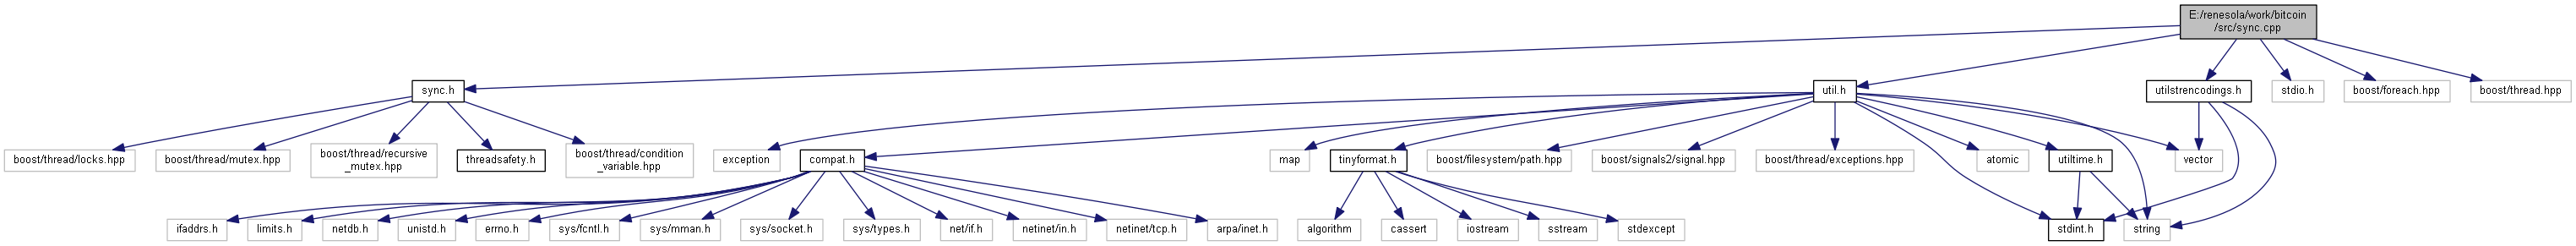 E:/renesola/work/bitcoin
/src/sync.cpp
sync.h
util.h
utilstrencodings.h
stdio.h
boost/foreach.hpp
boost/thread.hpp
boost/thread/locks.hpp
boost/thread/mutex.hpp
boost/thread/recursive
_mutex.hpp
threadsafety.h
boost/thread/condition
_variable.hpp
exception
compat.h
map
tinyformat.h
boost/filesystem/path.hpp
boost/signals2/signal.hpp
boost/thread/exceptions.hpp
atomic
utiltime.h
vector
ifaddrs.h
limits.h
netdb.h
unistd.h
errno.h
sys/fcntl.h
sys/mman.h
sys/socket.h
sys/types.h
net/if.h
netinet/in.h
netinet/tcp.h
arpa/inet.h
algorithm
cassert
iostream
sstream
stdexcept
stdint.h
string